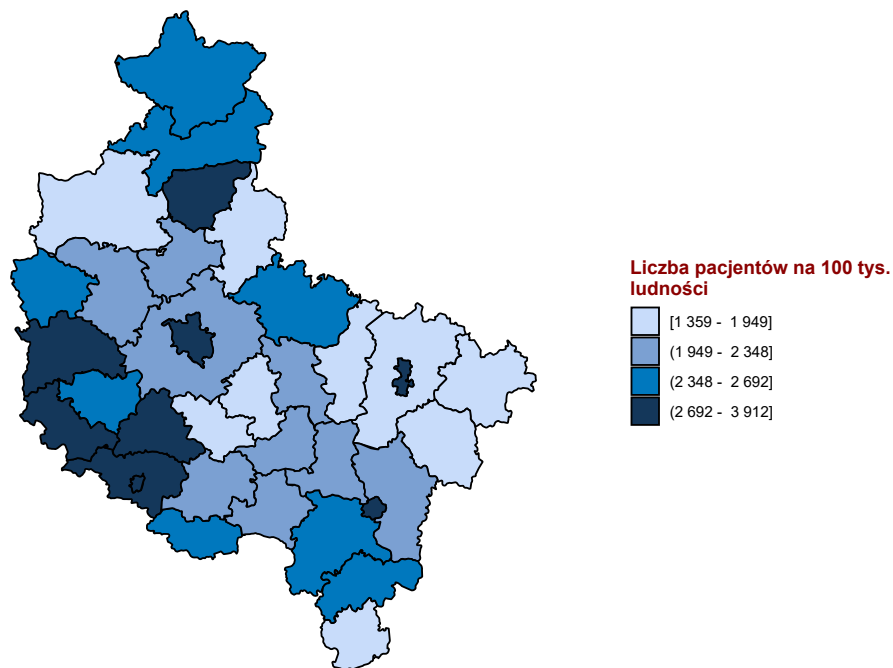 Liczba pacjentów na 100 tys.
ludności
[1 359 - 1 949]
(1 949 - 2 348]
(2 348 - 2 692]
(2 692 - 3 912]